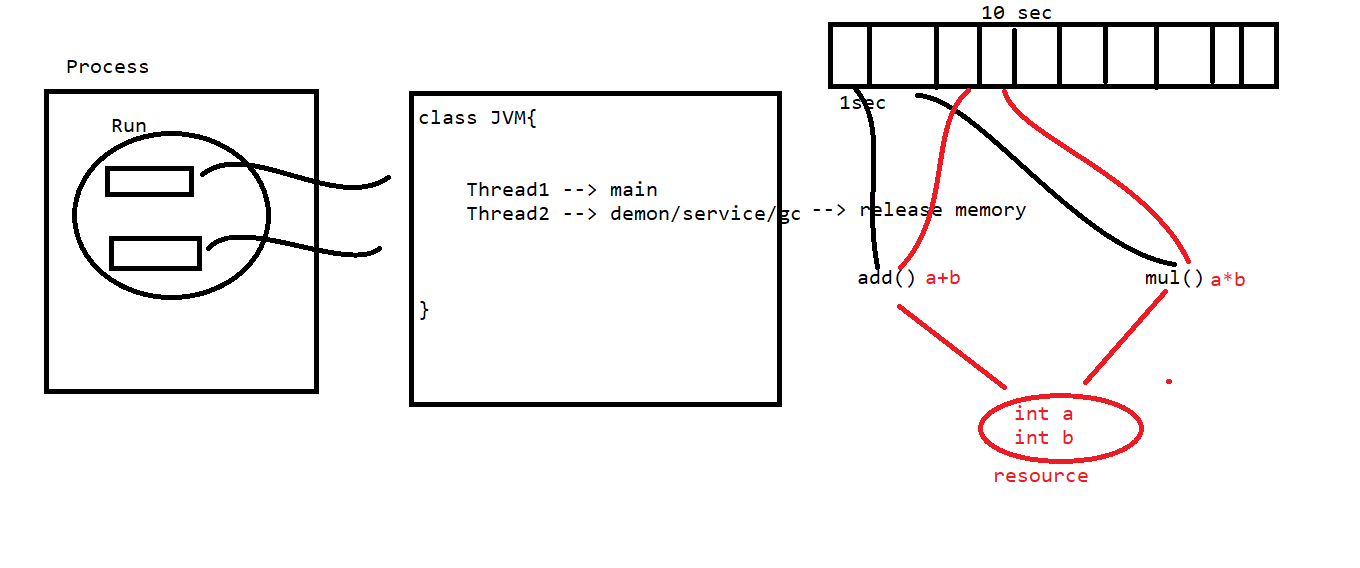 10 sec
Process
1sec
Run
class JVM{
Thread1 --> main
Thread2 --> demon/service/gc --> release memory
add() a+b
mul() a*b
}
int a
int b
resource